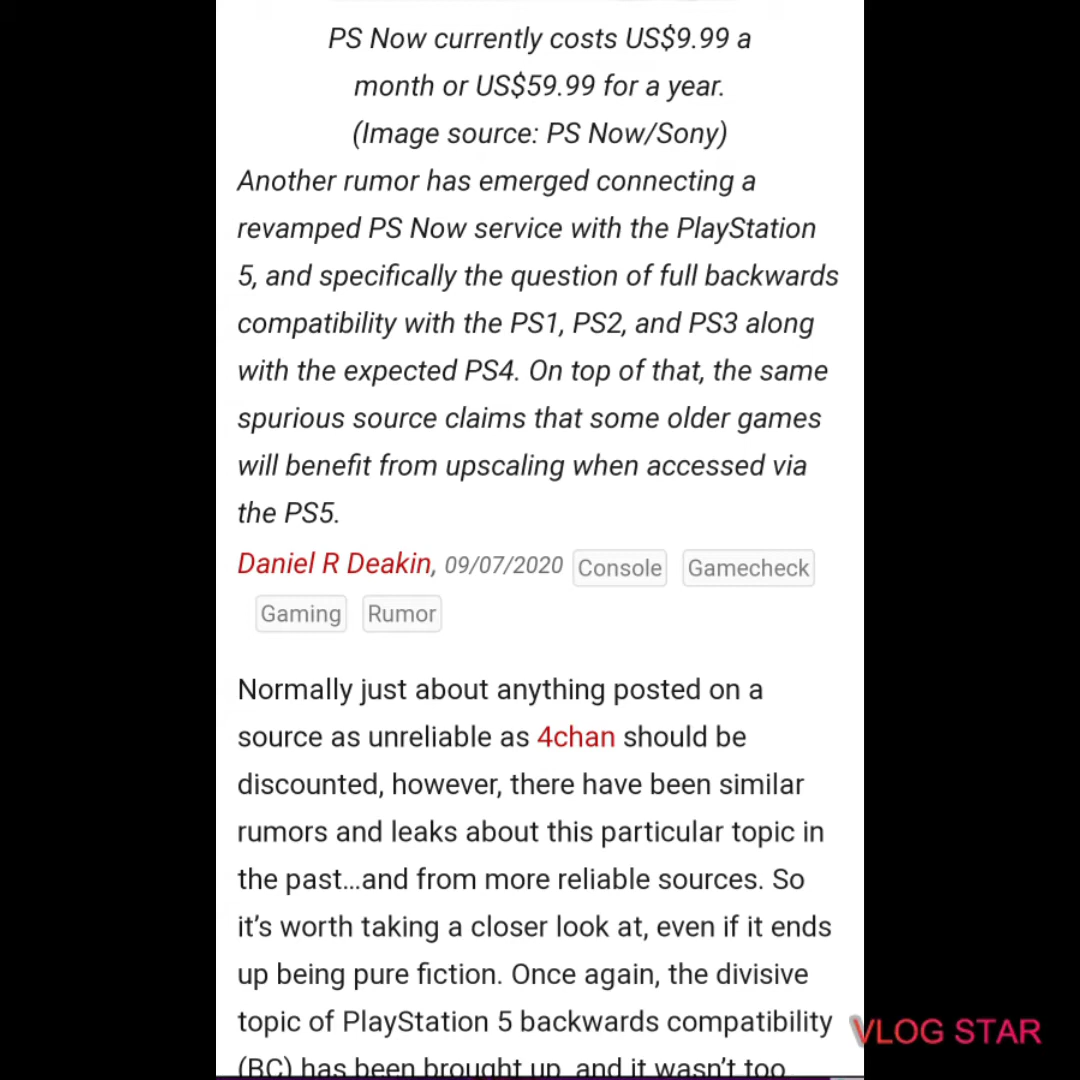 PS Now currently costs US$9.99 a
month or US$59.99 for a year.
(Image source: PS Now/Sony)
Another rumor has emerged connecting a
revamped PS Now service with the PlayStation
5, and specifically the question of full backwards
compatibility with the PS1, PS2, and PS3 along
with the expected PS4. On top of that, the same
spurious source claims that some older games
will benefit from upscaling when accessed via
the PS5.
Daniel R Deakin, 09/07/2020 Console Gamecheck
Gaming Rumor
Normally just about anything posted on a
source as unreliable as 4chan should be
discounted, however, there have been similar
rumors and leaks about this particular topic in
the past...and from more reliable sources. So
it’s worth taking a closer look at, even if it ends
up being pure fiction. Once again, the divisive
topic of PlayStation 5 backwards compatibility
VLOG STAR
(BC) has been brought up, and it wasn’t too